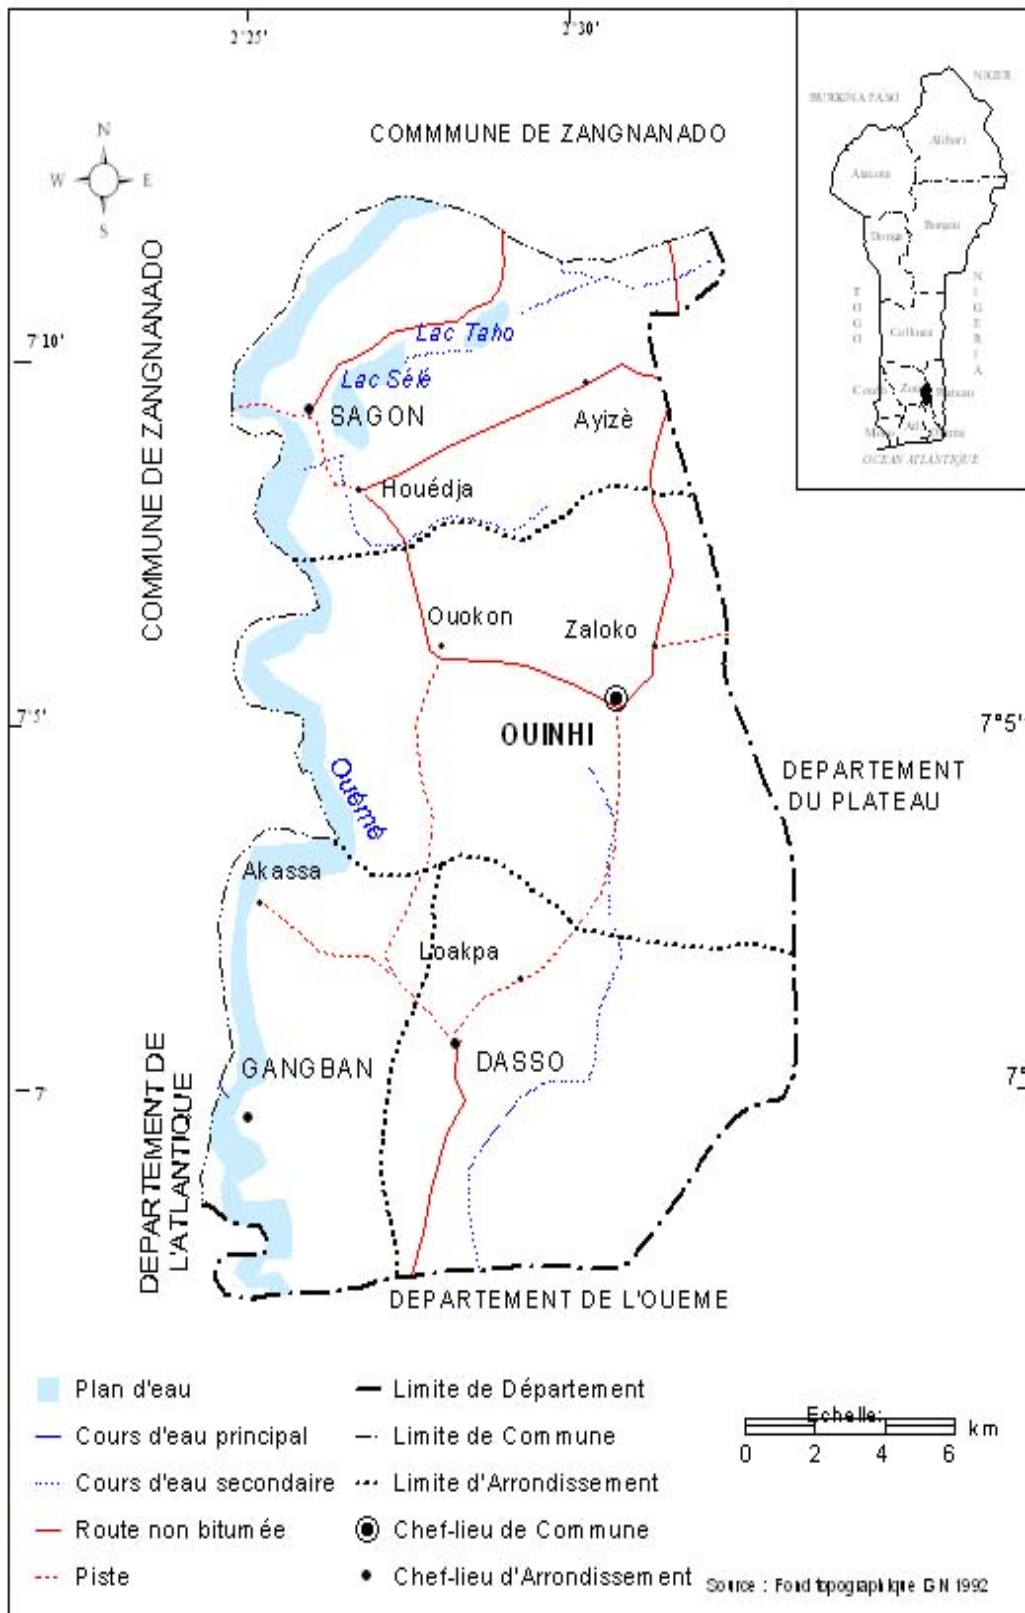 2°25'
2°30'
COMMMUNE DE ZANGNANADO
N
W
E
S
COMMUNE DE ZANGNANADO
7°10'
Lac Taho
Lac Sélé
SAGON
Ayizè
Houédja
Ouokon
Zaloko
7°5'
OUINHI
7°5'
Ouémé
DEPARTEMENT
DU PLATEAU
Akassa
Loakpa
GANGBAN
DASSO
7°
7°
DEPARTEMENT DE
L'ATLANTIQUE
DEPARTEMENT DE L'OUEME
BURKINA FASO
NIGER
Alibori
Atacora
Donga
Borgou
TOGO
NIGERIA
Collines
Zou
Plateau
OCEAN ATLANTIQUE
Plan d'eau
Cours d'eau principal
Cours d'eau secondaire
Route non bitumée
Piste
Limite de Département
Limite de Commune
Limite d'Arrondissement
Chef-lieu de Commune
Chef-lieu d'Arrondissement
Echelle:
0 2 4 6 km
Source : Fond topographique IGN 1992